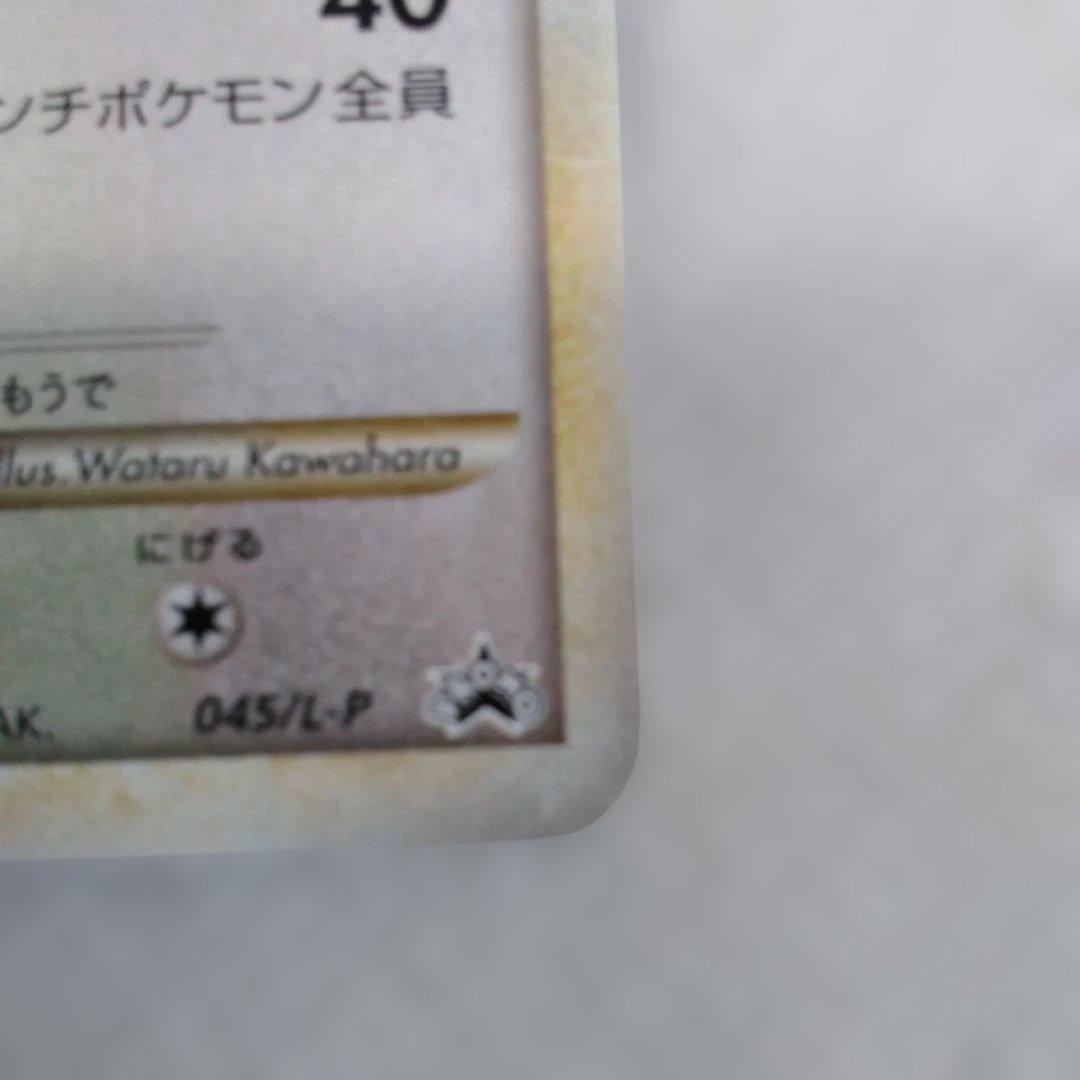 40
ンチポケモン全員
もうで
illus. Wataru Kawahara
にげる
AK.
045/L-P